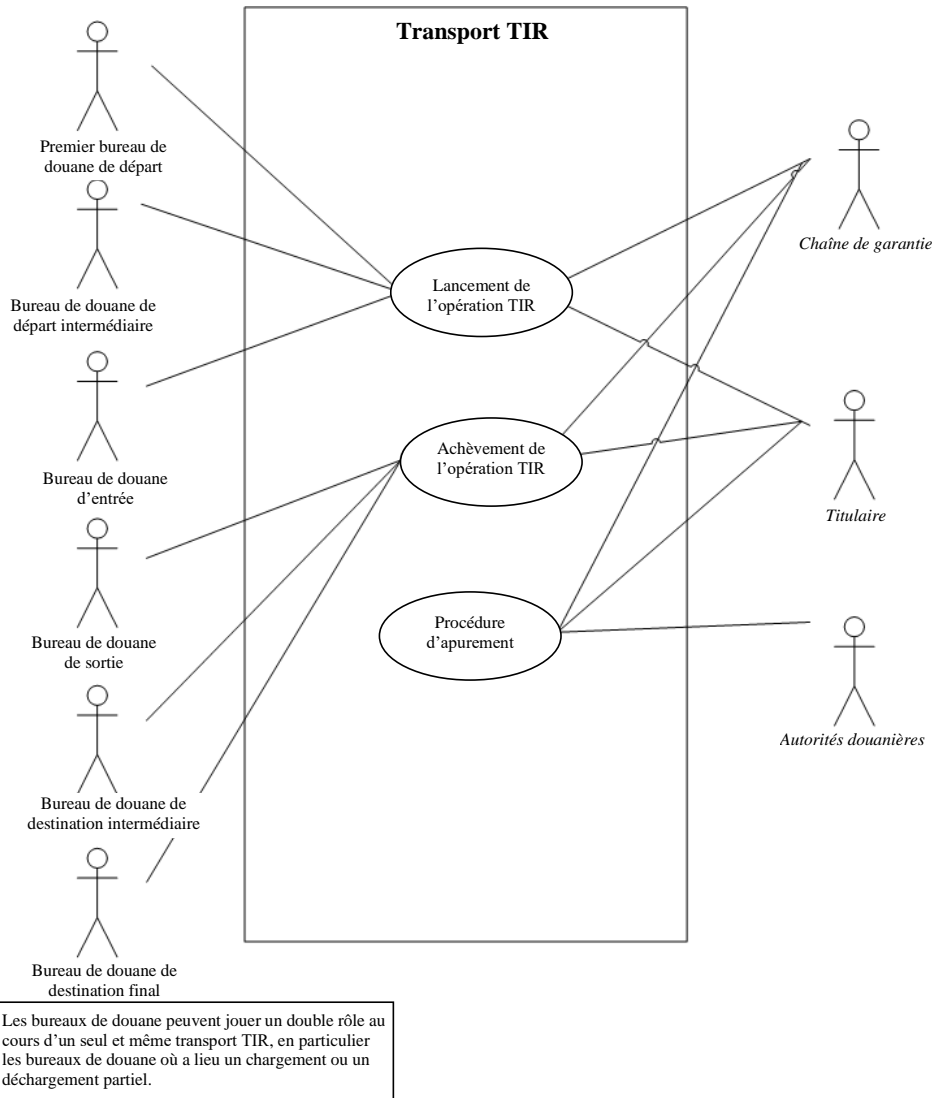 Transport TIR
Premier bureau de
douane de départ
Bureau de douane de
départ intermédiaire
Bureau de douane
d’entrée
Bureau de douane
de sortie
Bureau de douane de
destination intermédiaire
Bureau de douane de
destination final
Lancement de
l’opération TIR
Achèvement de
l’opération TIR
Procédure
d’apurement
Chaîne de garantie
Titulaire
Autorités douanières
Les bureaux de douane peuvent jouer un double rôle au
cours d’un seul et même transport TIR, en particulier
les bureaux de douane où a lieu un chargement ou un
déchargement partiel.